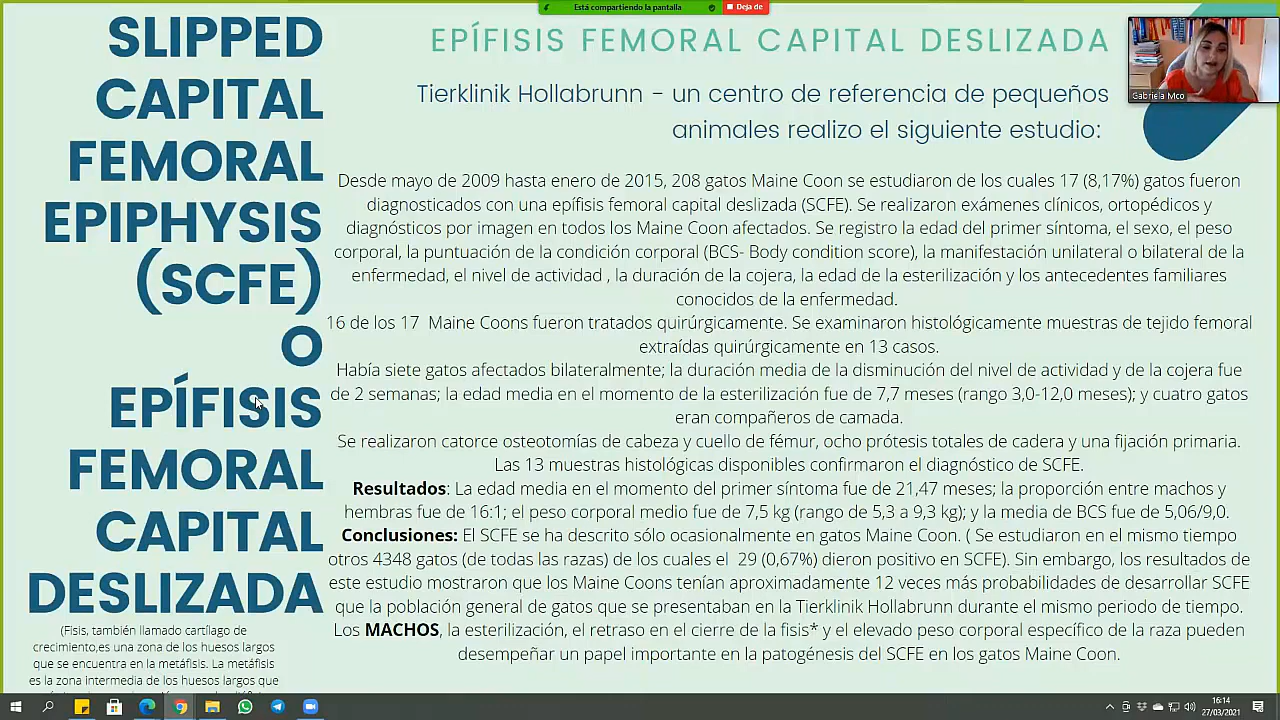 Está compartiendo la pantalla
Deja de
SLIPPED
CAPITAL
FEMORAL
EPIPHYSIS
(SCFE)
O
EPÍFISIS
FEMORAL
CAPITAL
DESLIZADA
(Fisis, también llamado cartílago de
crecimiento,es una zona de los huesos largos
que se encuentra en la metáfisis. La metáfisis
es la zona intermedia de los huesos largos que
EPÍFISIS FEMORAL CAPITAL DESLIZADA
Tierklinik Hollabrunn - un centro de referencia de pequeños
animales realizo el siguiente estudio:
Desde mayo de 2009 hasta enero de 2015, 208 gatos Maine Coon se estudiaron de los cuales 17 (8,17%) gatos fueron
diagnosticados con una epífisis femoral capital deslizada (SCFE). Se realizaron exámenes clínicos, ortopédicos y
diagnósticos por imagen en todos los Maine Coon afectados. Se registro la edad del primer síntoma, el sexo, el peso
corporal, la puntuación de la condición corporal (BCS- Body condition score), la manifestación unilateral o bilateral de la
enfermedad, el nivel de actividad , la duración de la cojera, la edad de la esterilización y los antecedentes familiares
conocidos de la enfermedad.
16 de los 17 Maine Coons fueron tratados quirúrgicamente. Se examinaron histológicamente muestras de tejido femoral
extraídas quirúrgicamente en 13 casos.
Había siete gatos afectados bilateralmente; la duración media de la disminución del nivel de actividad y de la cojera fue
de 2 semanas; la edad media en el momento de la esterilización fue de 7,7 meses (rango 3,0-12,0 meses); y cuatro gatos
eran compañeros de camada.
Se realizaron catorce osteotomías de cabeza y cuello de fémur, ocho prótesis totales de cadera y una fijación primaria.
Las 13 muestras histológicas disponibles confirmaron el diagnóstico de SCFE.
Resultados: La edad media en el momento del primer síntoma fue de 21,47 meses; la proporción entre machos y
hembras fue de 16:1; el peso corporal medio fue de 7,5 kg (rango de 5,3 a 9,3 kg); y la media de BCS fue de 5,06/9,0.
Conclusiones: El SCFE se ha descrito sólo ocasionalmente en gatos Maine Coon. ( Se estudiaron en el mismo tiempo
otros 4348 gatos (de todas las razas) de los cuales el 29 (0,67%) dieron positivo en SCFE). Sin embargo, los resultados de
este estudio mostraron que los Maine Coons tenían aproximadamente 12 veces más probabilidades de desarrollar SCFE
que la población general de gatos que se presentaban en la Tierklinik Hollabrunn durante el mismo periodo de tiempo.
Los MACHOS, la esterilización, el retraso en el cierre de la fisis* y el elevado peso corporal específico de la raza pueden
desempeñar un papel importante en la patogénesis del SCFE en los gatos Maine Coon.
Gabriela Mco
16:14
27/03/2021